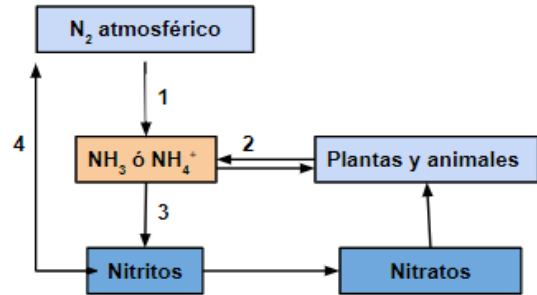 N₂ atmosférico
1
4
2
NH₃ ó NH₄⁺
Plantas y animales
3
Nitritos
Nitratos